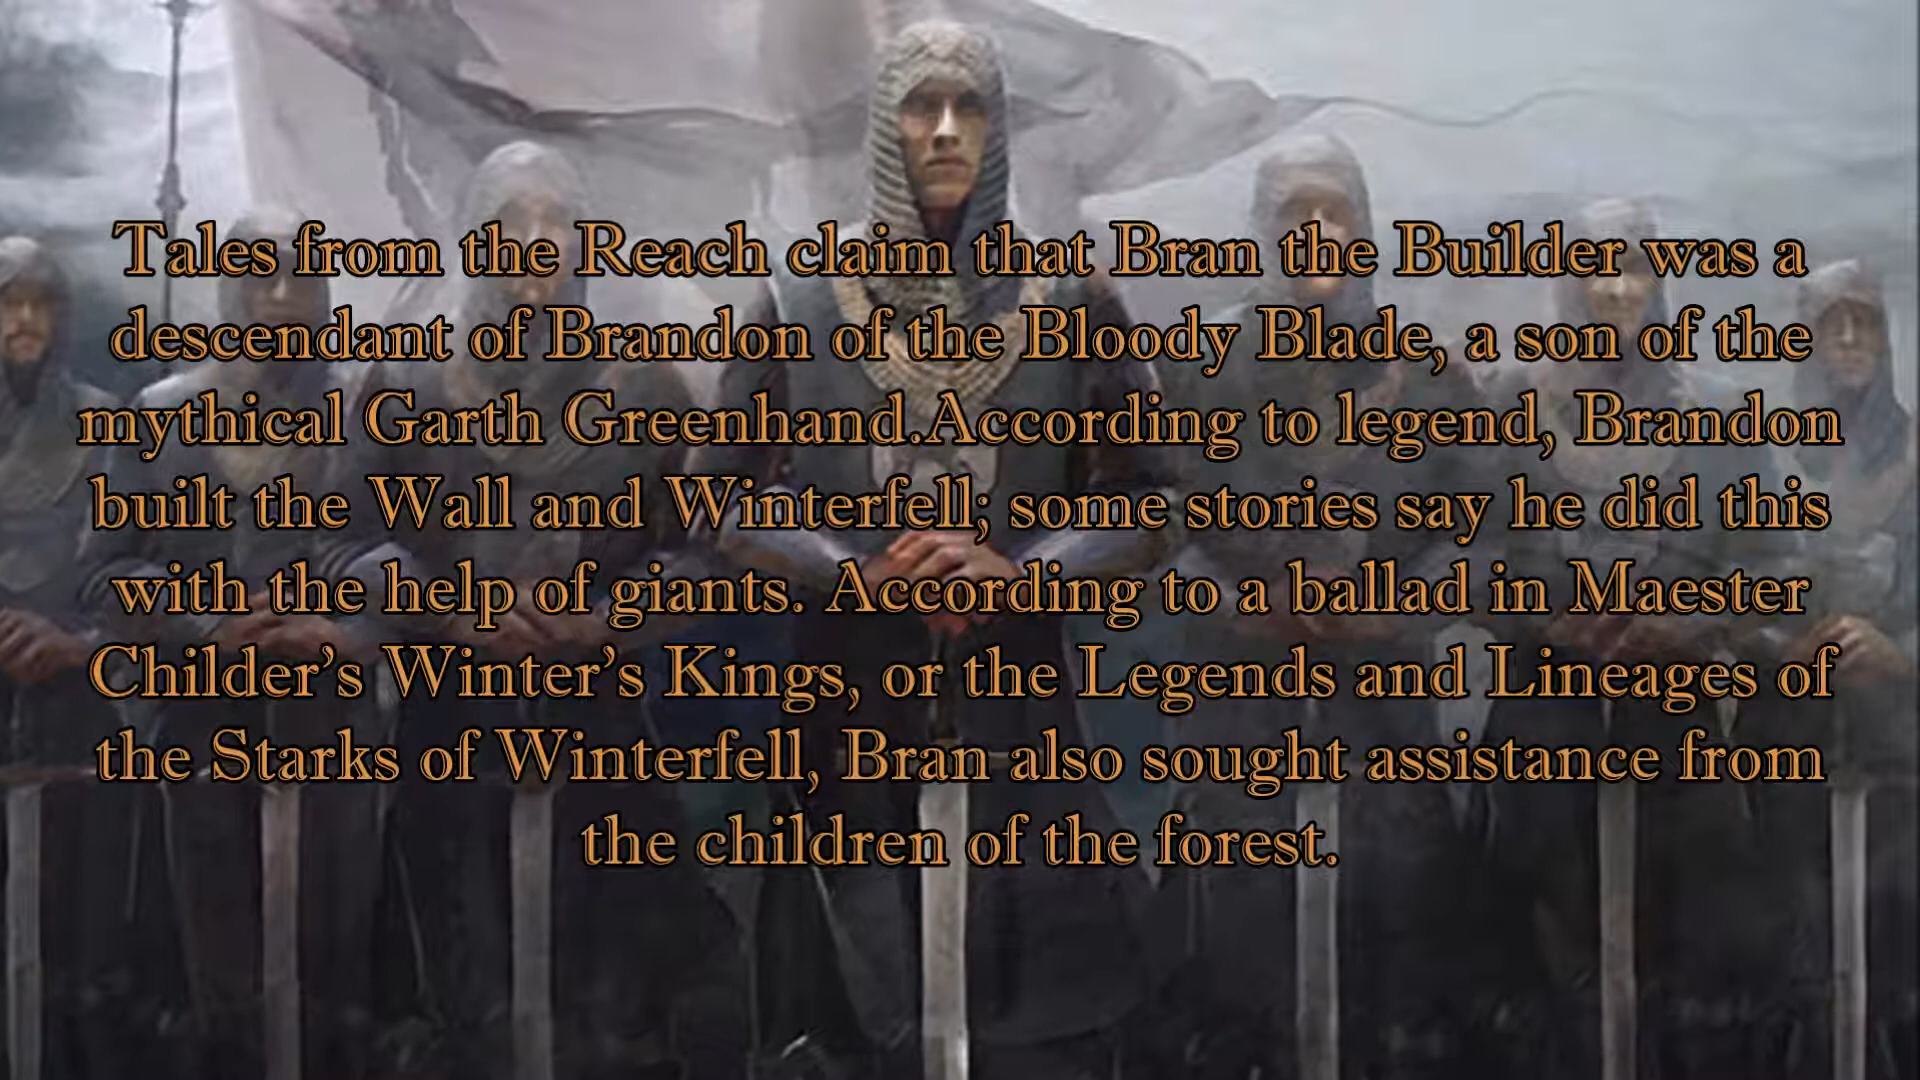 Tales from the Reach claim that Bran the Builder was a
descendant of Brandon of the Bloody Blade, a son of the
mythical Garth Greenhand.According to legend, Brandon
built the Wall and Winterfell; some stories say he did this
with the help of giants. According to a ballad in Maester
Childer’s Winter’s Kings, or the Legends and Lineages of
the Starks of Winterfell, Bran also sought assistance from
the children of the forest.